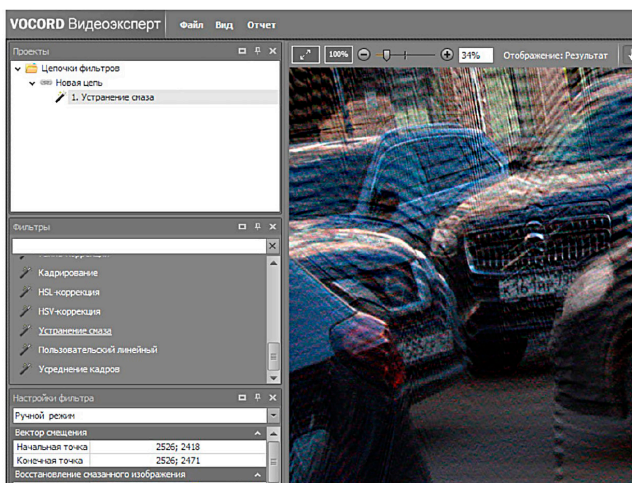 VOCORD Видеоэксперт Файл Вид Отчет
Проекты
100% 34% Отображение: Результат
Цепочки фильтров
Новая цепь
1. Устранение смаза
Фильтры
Кадрирование
HSL-коррекция
HSV-коррекция
Устранение смаза
Пользовательский линейный
Усреднение кадров
Настройки фильтра
Ручной режим
Вектор смещения
Начальная точка 2526; 2418
Конечная точка 2526; 2471
Восстановление смазанного изображения